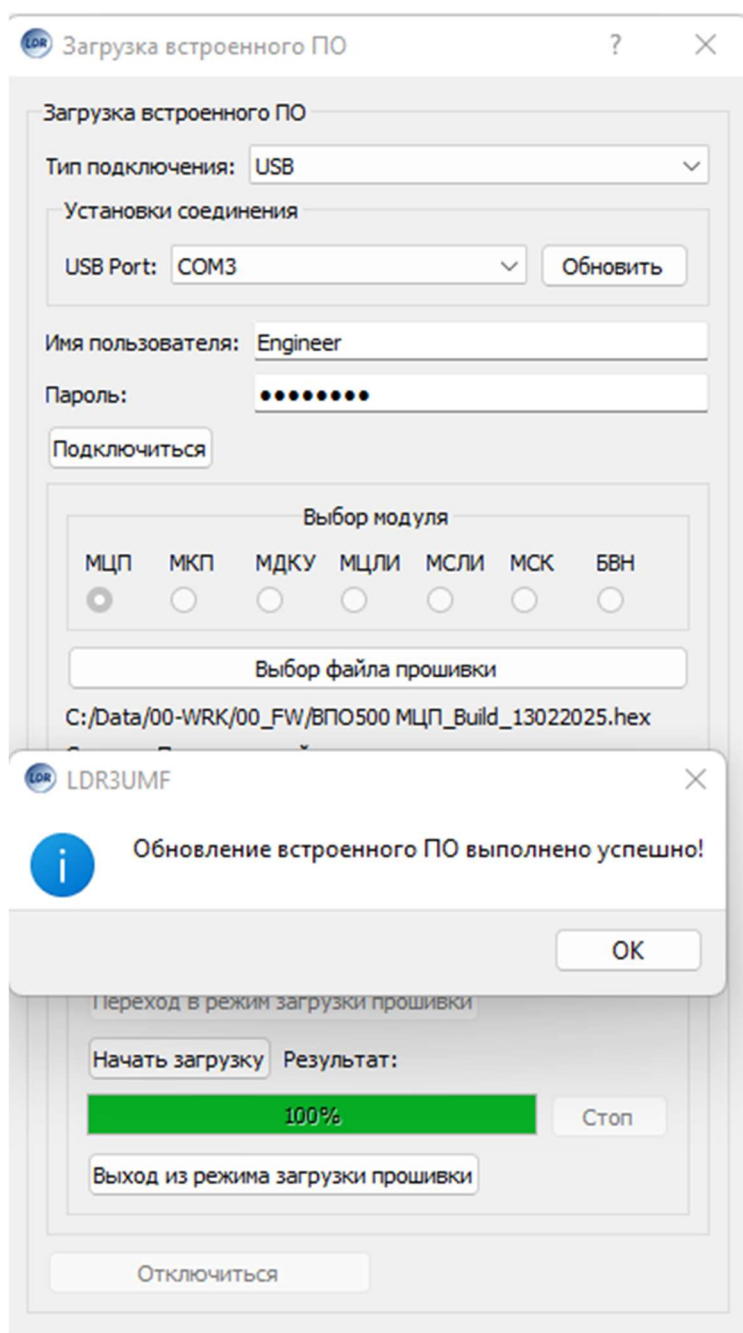 LDR Загрузка встроенного ПО ? ×
Загрузка встроенного ПО
Тип подключения: USB
Установки соединения
USB Port: COM3 Обновить
Имя пользователя: Engineer
Пароль: ••••••••
Подключиться
Выбор модуля
МЦП МКП МДКУ МЦЛИ МСЛИ МСК БВН
Выбор файла прошивки
C:/Data/00-WRK/00_FW/ВПО500 МЦП_Build_13022025.hex
LDR LDR3UMF ×
i Обновление встроенного ПО выполнено успешно!
OK
Переход в режим загрузки прошивки
Начать загрузку Результат:
100% Стоп
Выход из режима загрузки прошивки
Отключиться